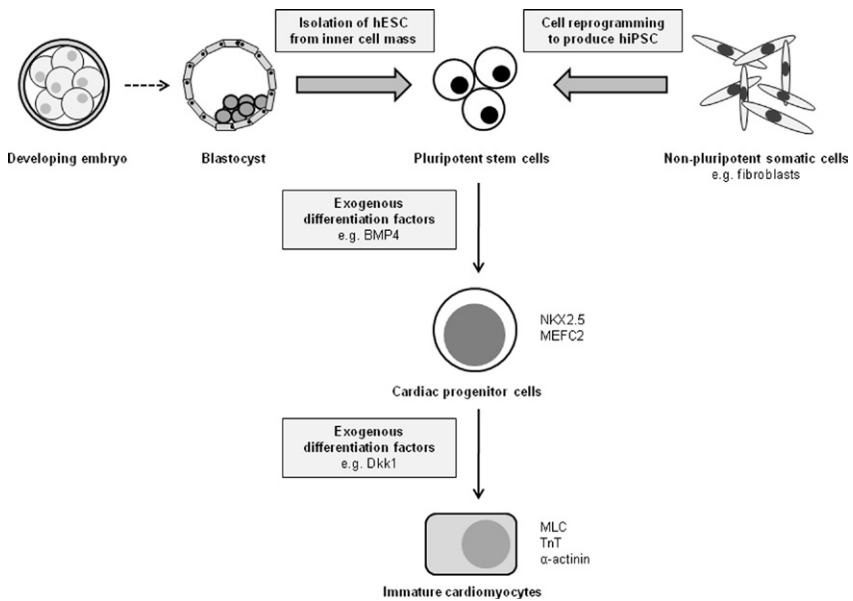 Isolation of hESC
from inner cell mass
Cell reprogramming
to produce hiPSC
Developing embryo
Blastocyst
Pluripotent stem cells
Non-pluripotent somatic cells
e.g. fibroblasts
Exogenous
differentiation factors
e.g. BMP4
NKX2.5
MEFC2
Cardiac progenitor cells
Exogenous
differentiation factors
e.g. Dkk1
MLC
TnT
α-actinin
Immature cardiomyocytes